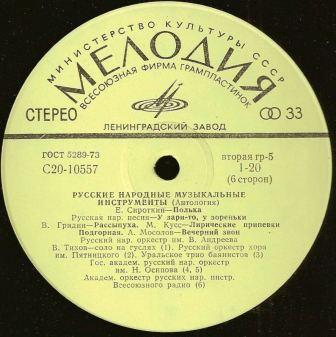 МИНИСТЕРСТВО КУЛЬТУРЫ СССР
МЕЛОДИЯ
ВСЕСОЮЗНАЯ ФИРМА ГРАМПЛАСТИНОК
СТЕРЕО
33
ЛЕНИНГРАДСКИЙ ЗАВОД
ГОСТ 5289-73
С20-10557
вторая гр-5
1-20
(6 сторон)
РУССКИЕ НАРОДНЫЕ МУЗЫКАЛЬНЫЕ
ИНСТРУМЕНТЫ (Антология)
Е. Сироткин—Полька
Русская нар. песня—У зари-то, у зореньки
В. Гридин—Рассыпуха. М. Кусс—Лирические припевки
Подгорная. А. Мосолов—Вечерний звон
Русский нар. оркестр им. В. Андреева
В. Тихов—соло на гуслях (1). Русский оркестр хора
им. Пятницкого (2). Уральское трио баянистов (3)
Гос. академ. русский нар. оркестр
им. Н. Осипова (4, 5)
Академ. оркестр русских нар. инстр.
Всесоюзного радио (6)